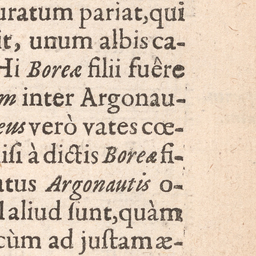 uratum pariat,qui
it, unum albis ca-
Hi Boreæ filii fuêre
m inter Argonau-
eus verò vates cœ-
iſi à dictis Boreæ fi-
atus Argonautis o-
aliud ſunt,quàm
cùm ad juſtam æ-